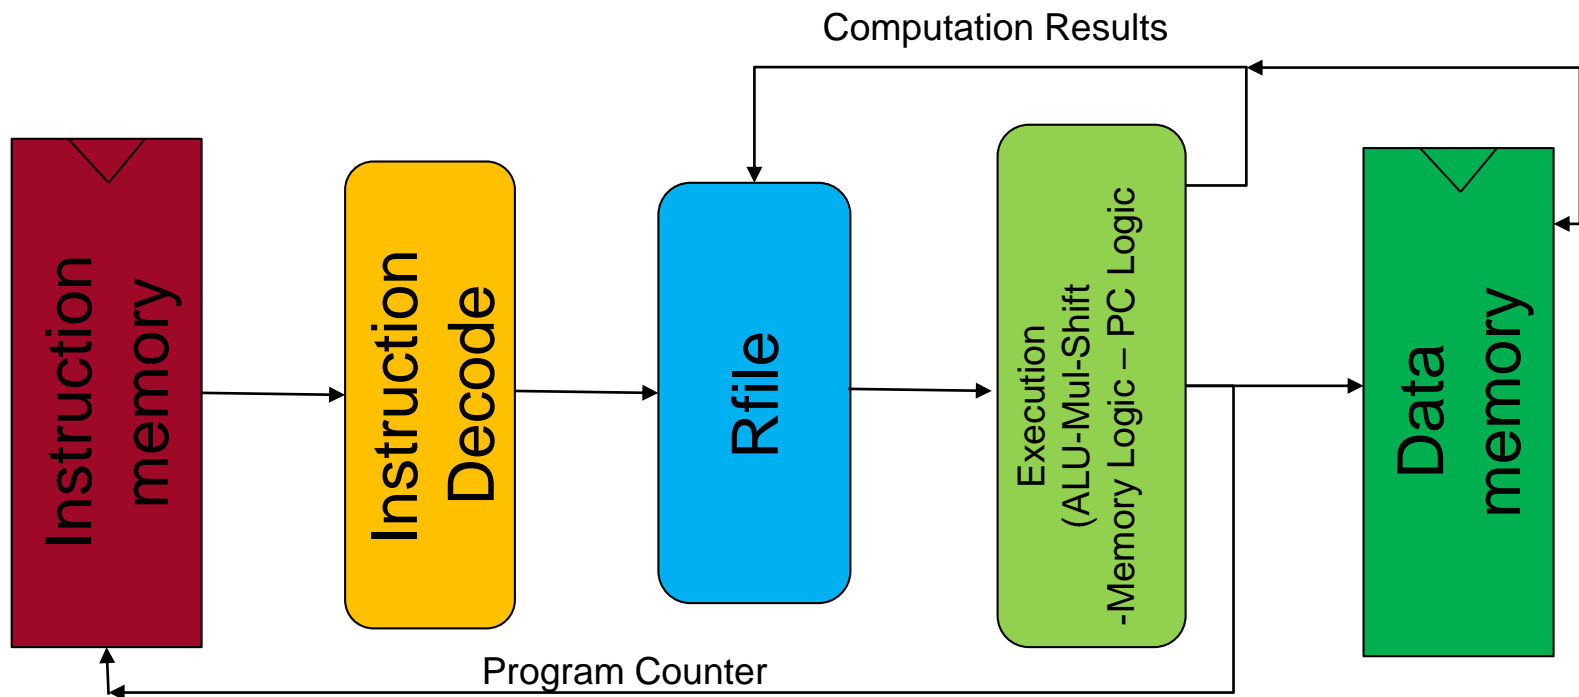 Computation Results
Instruction
memory
Instruction
Decode
Rfile
Execution
(ALU-Mul-Shift
-Memory Logic – PC Logic
Data
memory
Program Counter